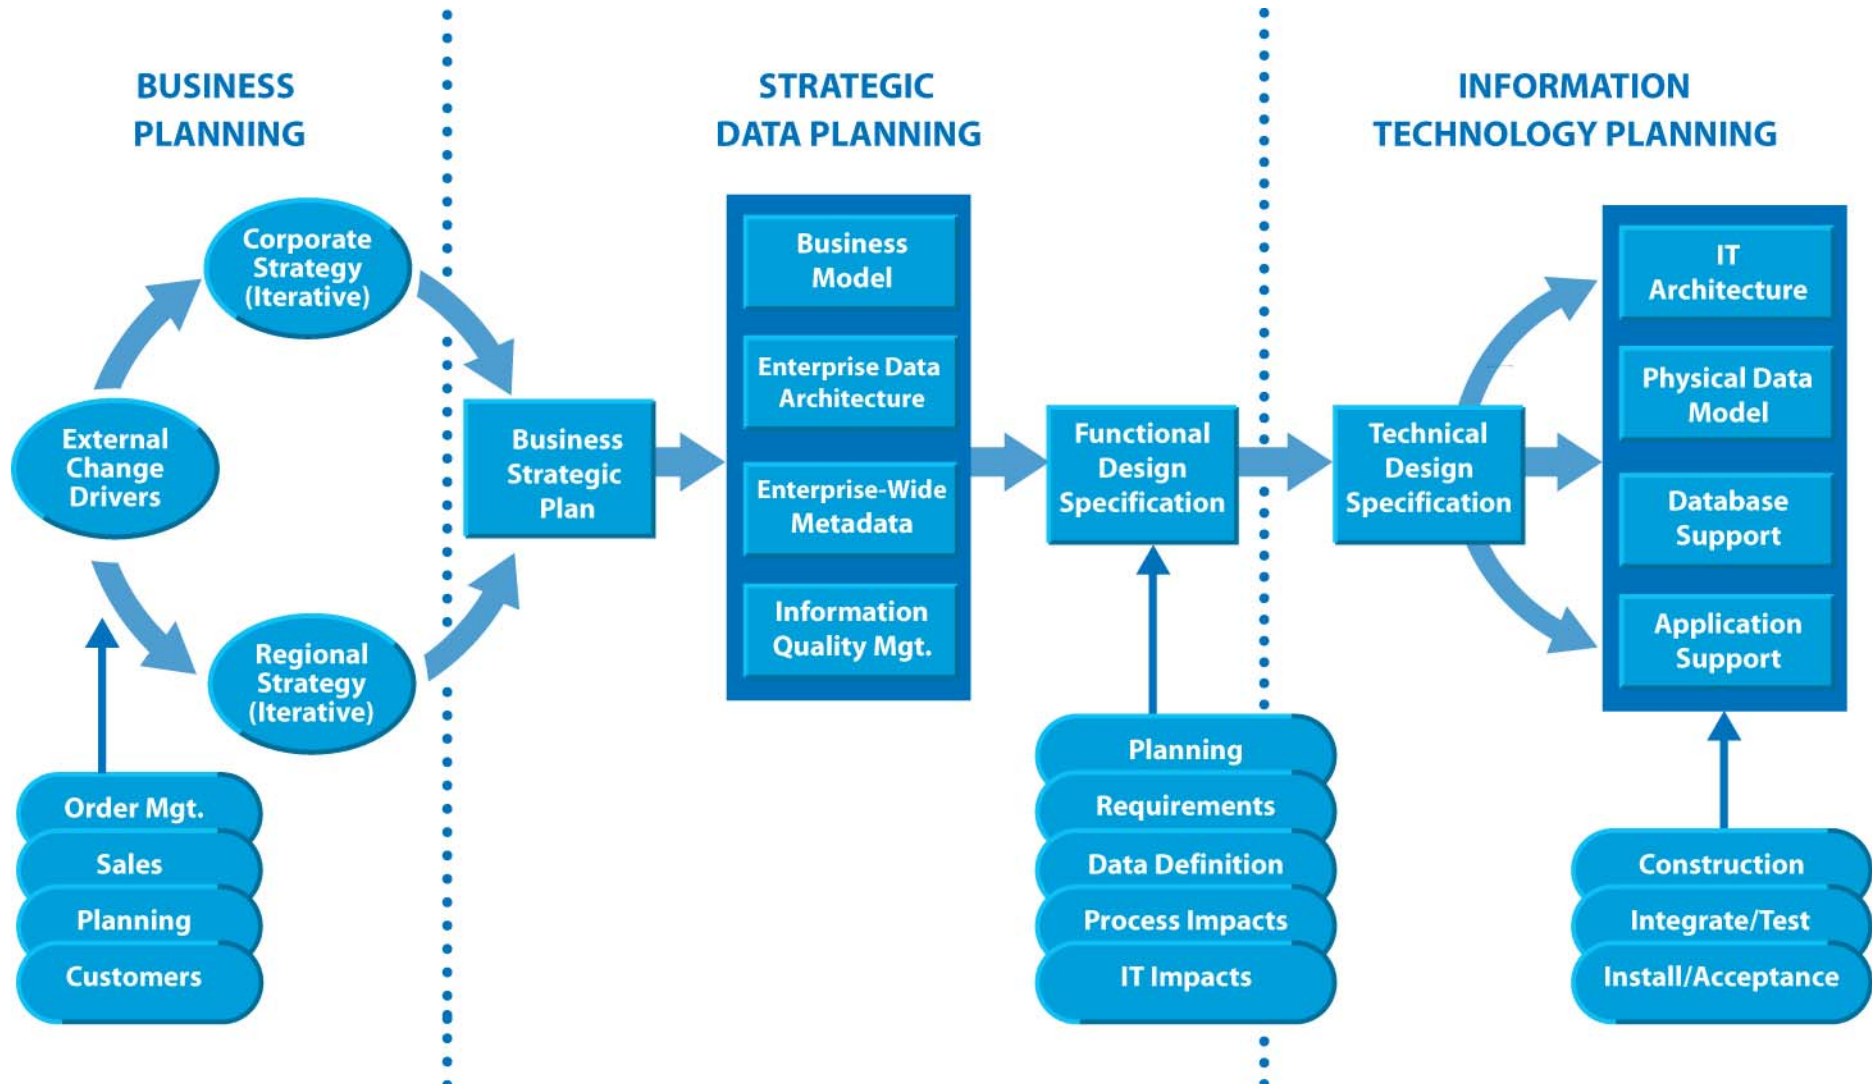 BUSINESS
PLANNING
STRATEGIC
DATA PLANNING
INFORMATION
TECHNOLOGY PLANNING
Corporate
Strategy
(Iterative)
External
Change
Drivers
Regional
Strategy
(Iterative)
Order Mgt.
Sales
Planning
Customers
Business
Strategic
Plan
Business
Model
Enterprise Data
Architecture
Enterprise-Wide
Metadata
Information
Quality Mgt.
Functional
Design
Specification
Planning
Requirements
Data Definition
Process Impacts
IT Impacts
Technical
Design
Specification
IT
Architecture
Physical Data
Model
Database
Support
Application
Support
Construction
Integrate/Test
Install/Acceptance